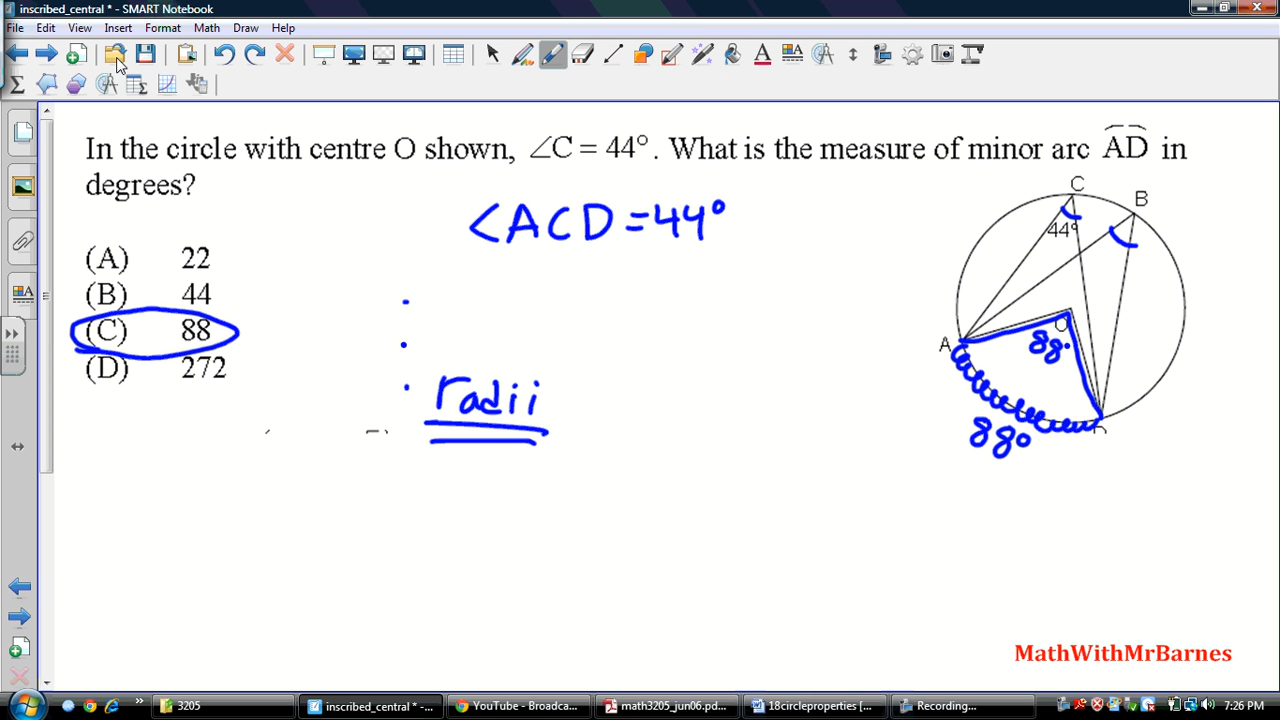 inscribed_central * - SMART Notebook
File Edit View Insert Format Math Draw Help
In the circle with centre O shown, ∠C = 44°. What is the measure of minor arc AD in
degrees?
<ACD=44°
(A) 22
(B) 44
(C) 88
(D) 272
radii
C
B
44°
O
A
88°
D
88°
MathWithMrBarnes
3205
inscribed_central * -...
YouTube - Broadca...
math3205_jun06.pd...
18circleproperties [...
Recording...
7:26 PM